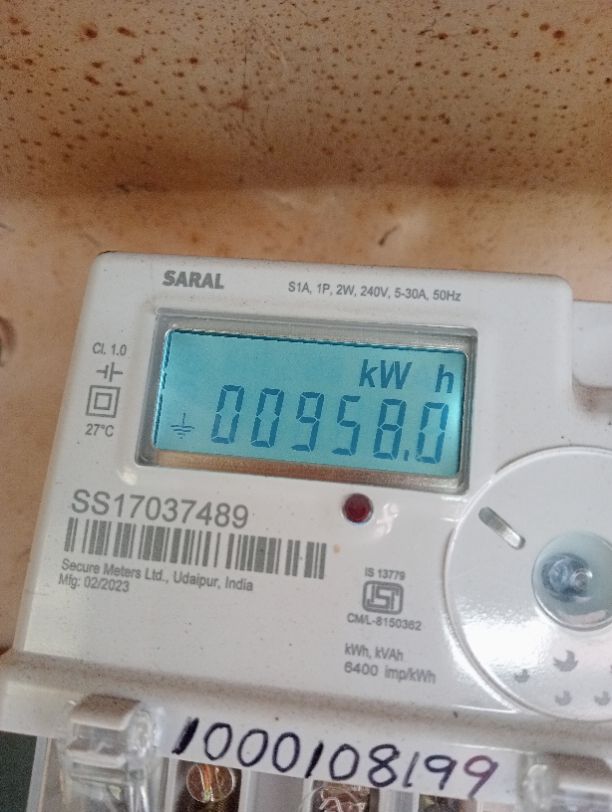 SARAL
S1A, 1P, 2W, 240V, 5-30A, 50Hz
Cl. 1.0
27°C
kW h
00958.0
SS17037489
Secure Meters Ltd., Udaipur, India
Mfg: 02/2023
IS 13779
ISI
CM/L-8150362
kWh, kVAh
6400 imp/kWh
1000108199